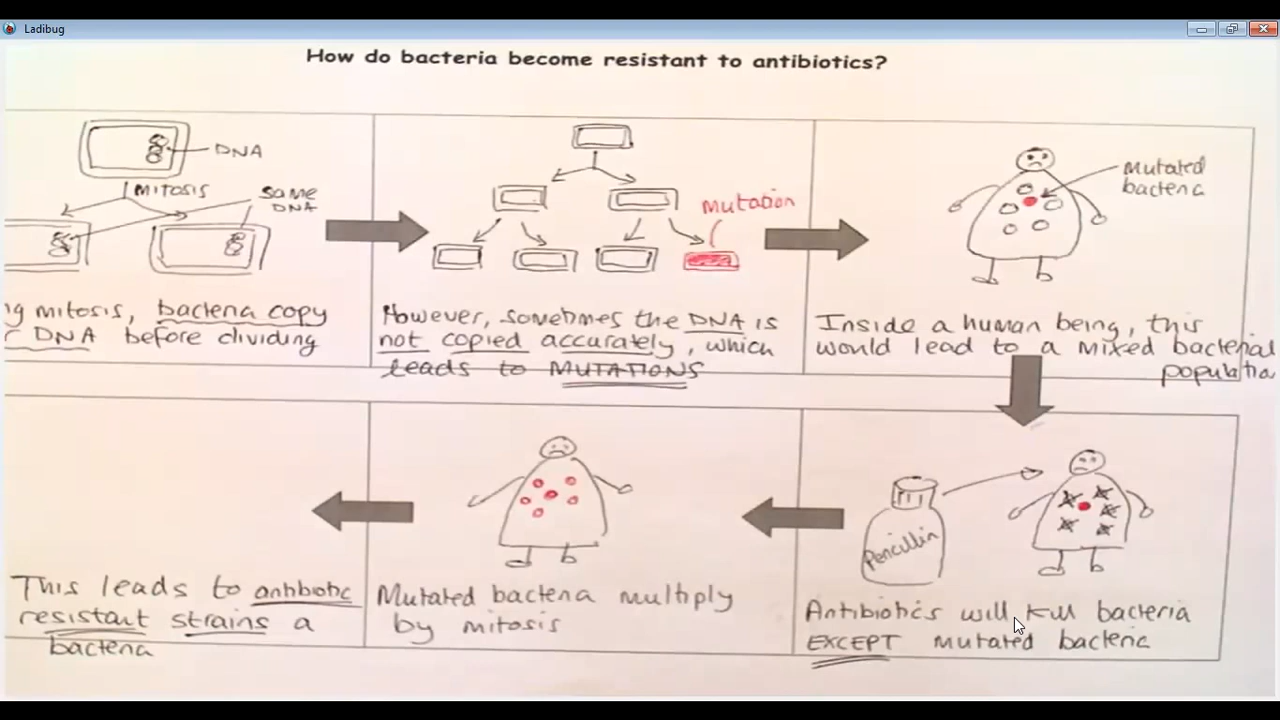 Ladibug
How do bacteria become resistant to antibiotics?
DNA
MITOSIS
SAME
DNA
g mitosis, bacteria copy
r DNA before dividing
Mutation
However, sometimes the DNA is
not copied accurately, which
leads to MUTATIONS
Mutated
bacteria
Inside a human being, this
would lead to a mixed bacterial
populatio
Penicillin
Antibiotics will kill bacteria
EXCEPT mutated bacteria
Mutated bacteria multiply
by mitosis
This leads to antibiotic
resistant strains a
bacteria